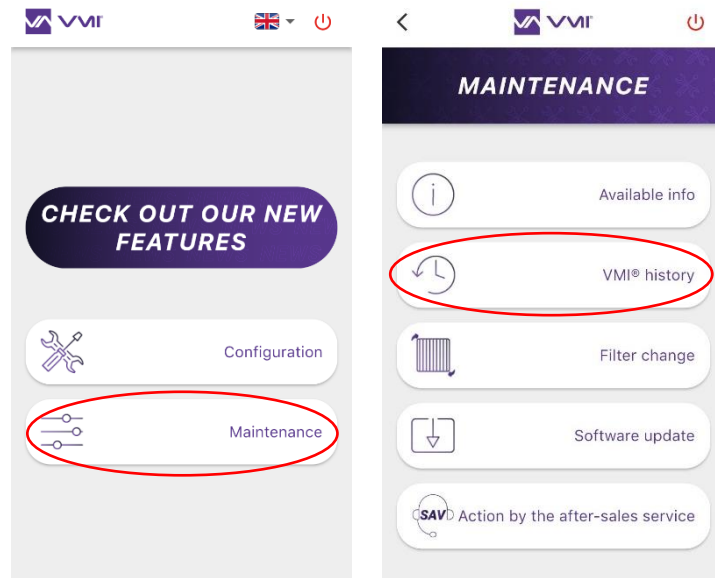 VMI®
CHECK OUT OUR NEW
FEATURES
Configuration
Maintenance
VMI®
MAINTENANCE
Available info
VMI® history
Filter change
Software update
SAV
Action by the after-sales service